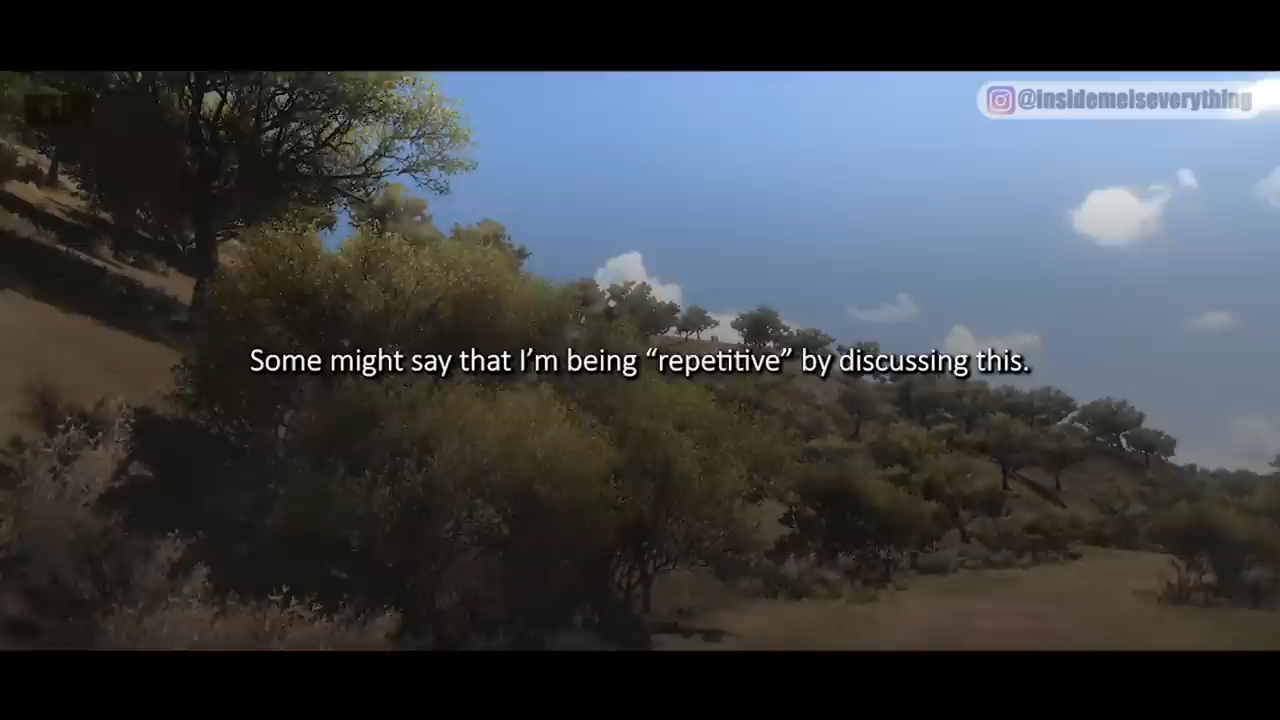 @insidemeiseverything
Some might say that I'm being “repetitive” by discussing this.